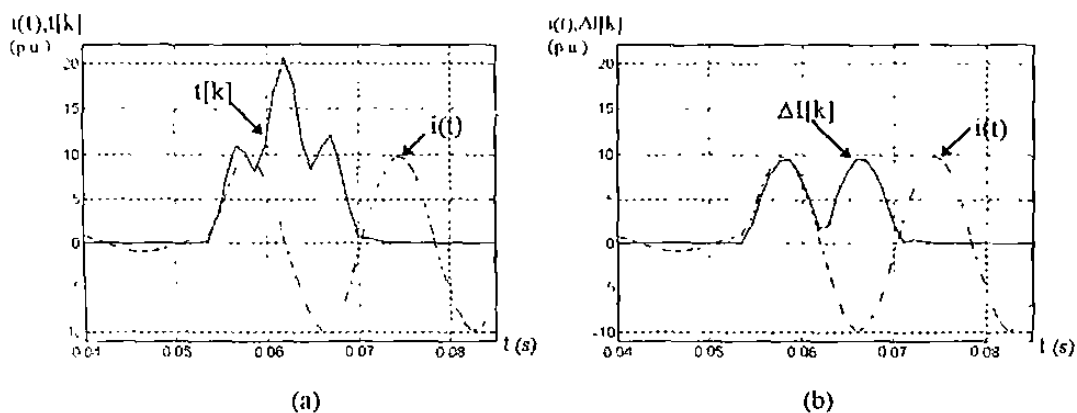 i(t),t[k] i(t),ΔI[k]
(p u) (p u)
20 20
15 15
t[k] ΔI[k]
i(t) i(t)
10 10
5 5
0 0
-10
0.04 0.05 0.06 0.07 0.08 t (s) 0.04 0.05 0.06 0.07 0.08 t (s)
(a) (b)